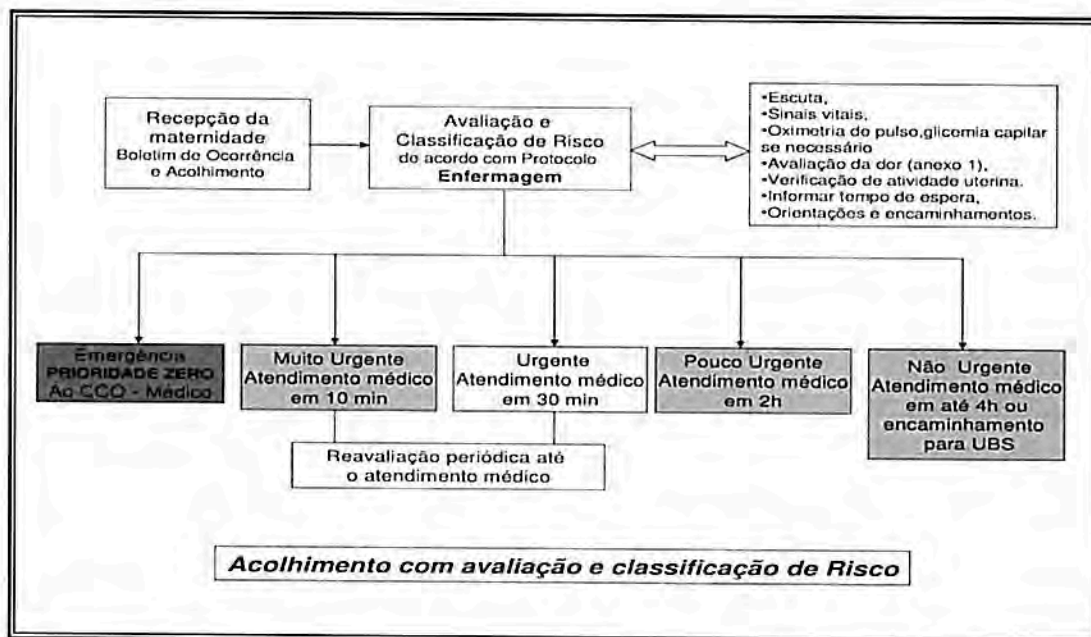 Recepção da
maternidade
Boletim de Ocorrência
e Acolhimento
Avaliação e
Classificação de Risco
de acordo com Protocolo
Enfermagem
•Escuta,
•Sinais vitais,
•Oximetria de pulso,glicemia capilar
se necessário
•Avaliação da dor (anexo 1),
•Verificação de atividade uterina.
•Informar tempo de espera,
•Orientações e encaminhamentos.
Emergência
PRIORIDADE ZERO
Ao CCO - Médico
Muito Urgente
Atendimento médico
em 10 min
Urgente
Atendimento médico
em 30 min
Pouco Urgente
Atendimento médico
em 2h
Não Urgente
Atendimento médico
em até 4h ou
encaminhamento
para UBS
Reavaliação periódica até
o atendimento médico
Acolhimento com avaliação e classificação de Risco